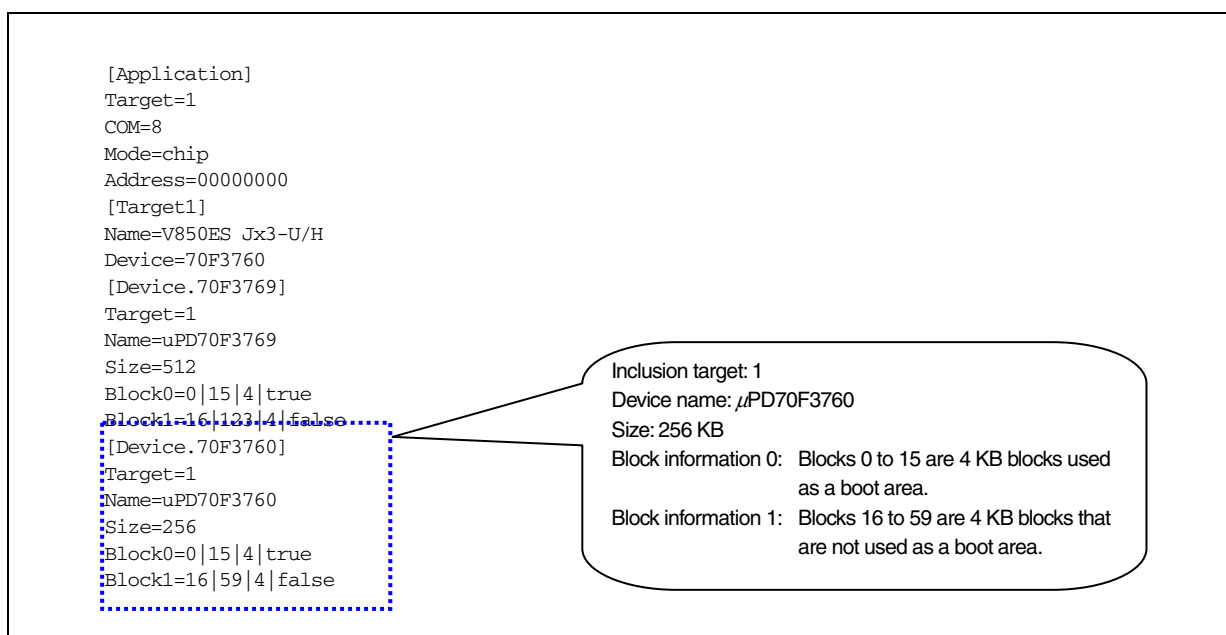 [Application]
Target=1
COM=8
Mode=chip
Address=00000000
[Target1]
Name=V850ES Jx3-U/H
Device=70F3760
[Device.70F3769]
Target=1
Name=uPD70F3769
Size=512
Block0=0|15|4|true
Block1=16|123|4|false
[Device.70F3760]
Target=1
Name=uPD70F3760
Size=256
Block0=0|15|4|true
Block1=16|59|4|false
Inclusion target: 1
Device name: μPD70F3760
Size: 256 KB
Block information 0: Blocks 0 to 15 are 4 KB blocks used
as a boot area.
Block information 1: Blocks 16 to 59 are 4 KB blocks that
are not used as a boot area.